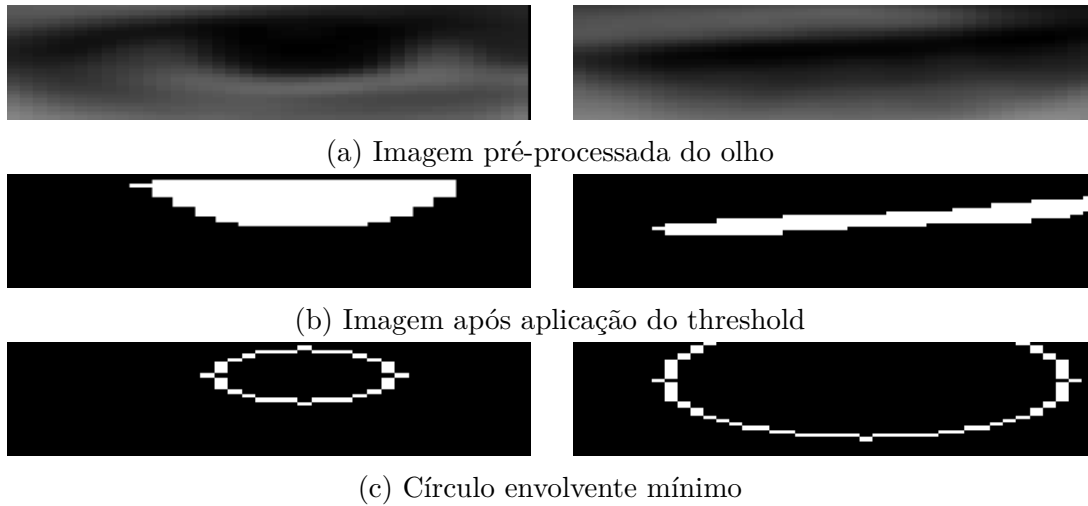 (a) Imagem pré-processada do olho
(b) Imagem após aplicação do threshold
(c) Círculo envolvente mínimo